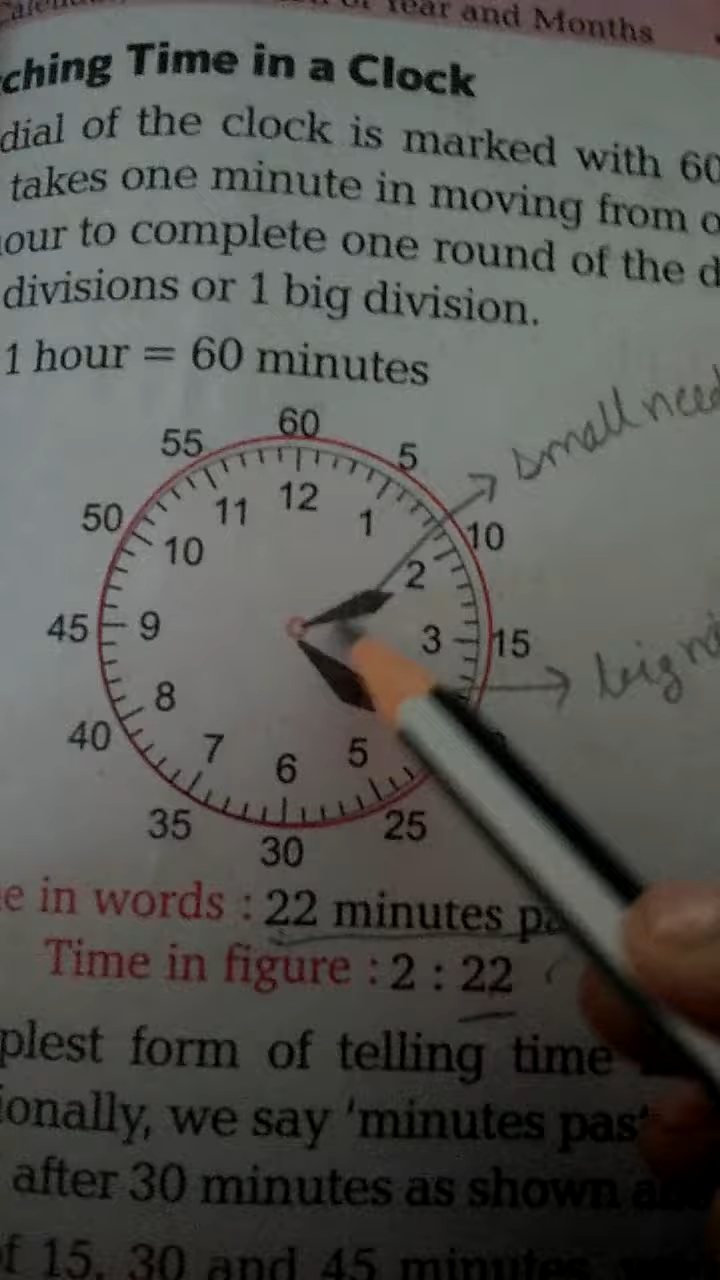 Year and Months
ching Time in a Clock
dial of the clock is marked with 60
takes one minute in moving from
our to complete one round of the
divisions or 1 big division.
1 hour = 60 minutes
small need
60
55 5
12
11 1
50 10
10 2
45 9 3 15
big
8
40
7 5
6
35 25
30
e in words : 22 minutes pa
Time in figure : 2 : 22
plest form of telling time
ionally, we say 'minutes pas
after 30 minutes as shown
of 15, 30 and 45 minutes